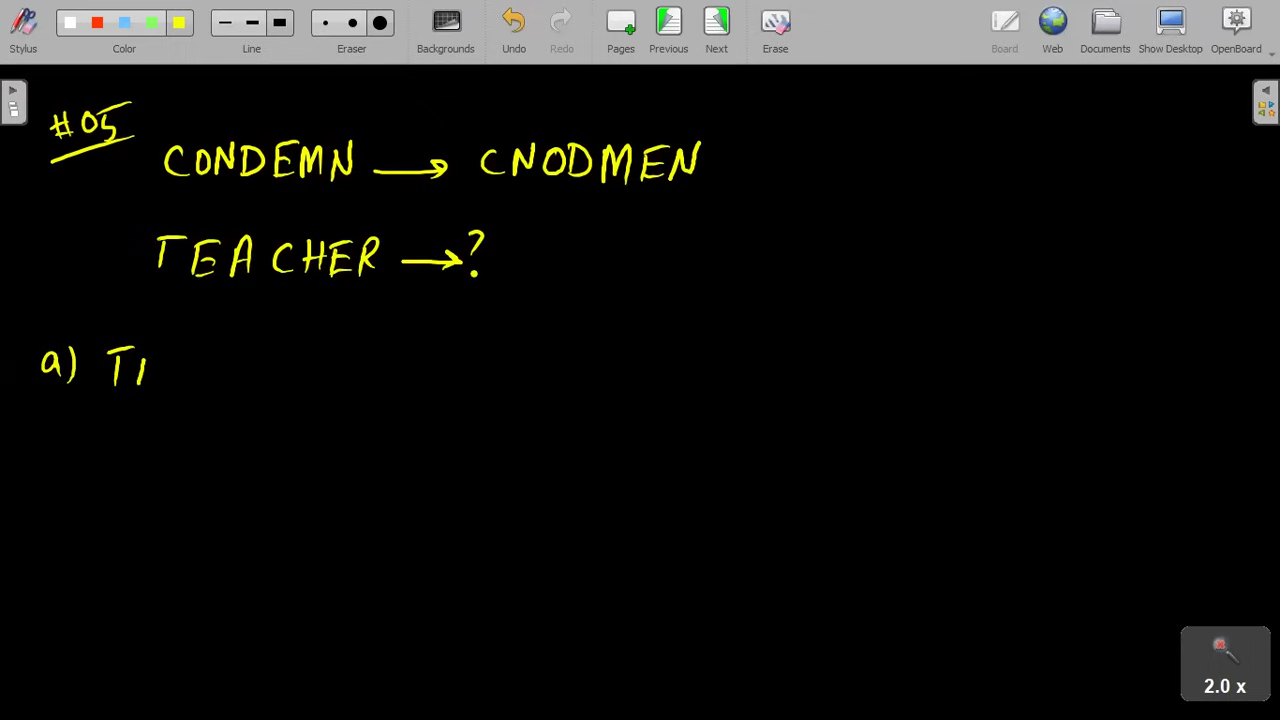 Stylus Color Line Eraser Backgrounds Undo Redo Pages Previous Next Erase Board Web Documents Show Desktop OpenBoard
#05
CONDEMN → CNODMEN
TEACHER → ?
a) T
2.0 x